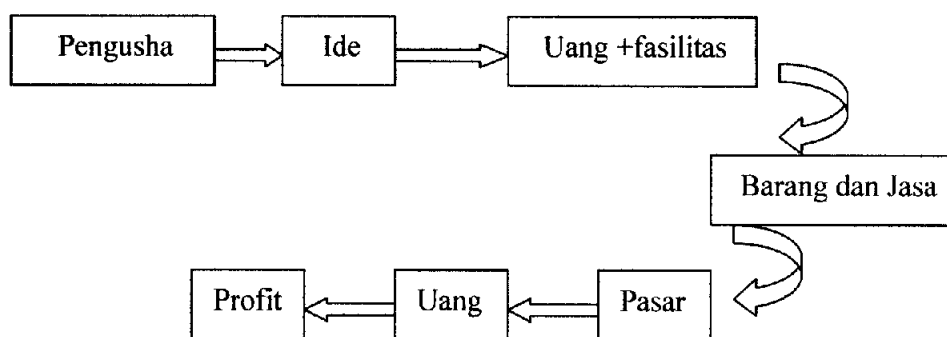 Pengusha
Ide
Uang +fasilitas
Barang dan Jasa
Pasar
Uang
Profit